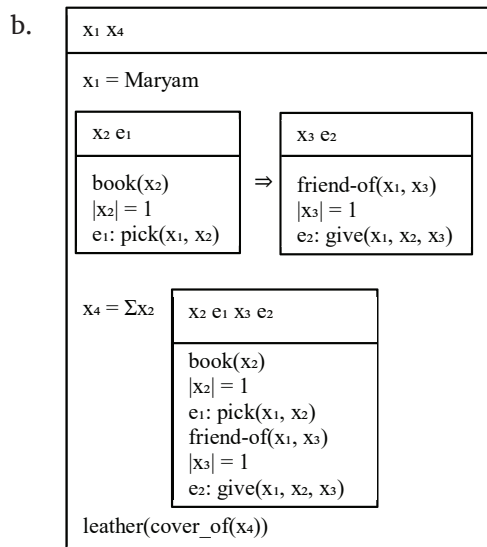 b.
x₁ x₄
x₁ = Maryam
x₂ e₁
book(x₂)
|x₂| = 1
e₁: pick(x₁, x₂)
⇒
x₃ e₂
friend-of(x₁, x₃)
|x₃| = 1
e₂: give(x₁, x₂, x₃)
x₄ = Σx₂
x₂ e₁ x₃ e₂
book(x₂)
|x₂| = 1
e₁: pick(x₁, x₂)
friend-of(x₁, x₃)
|x₃| = 1
e₂: give(x₁, x₂, x₃)
leather(cover_of(x₄))